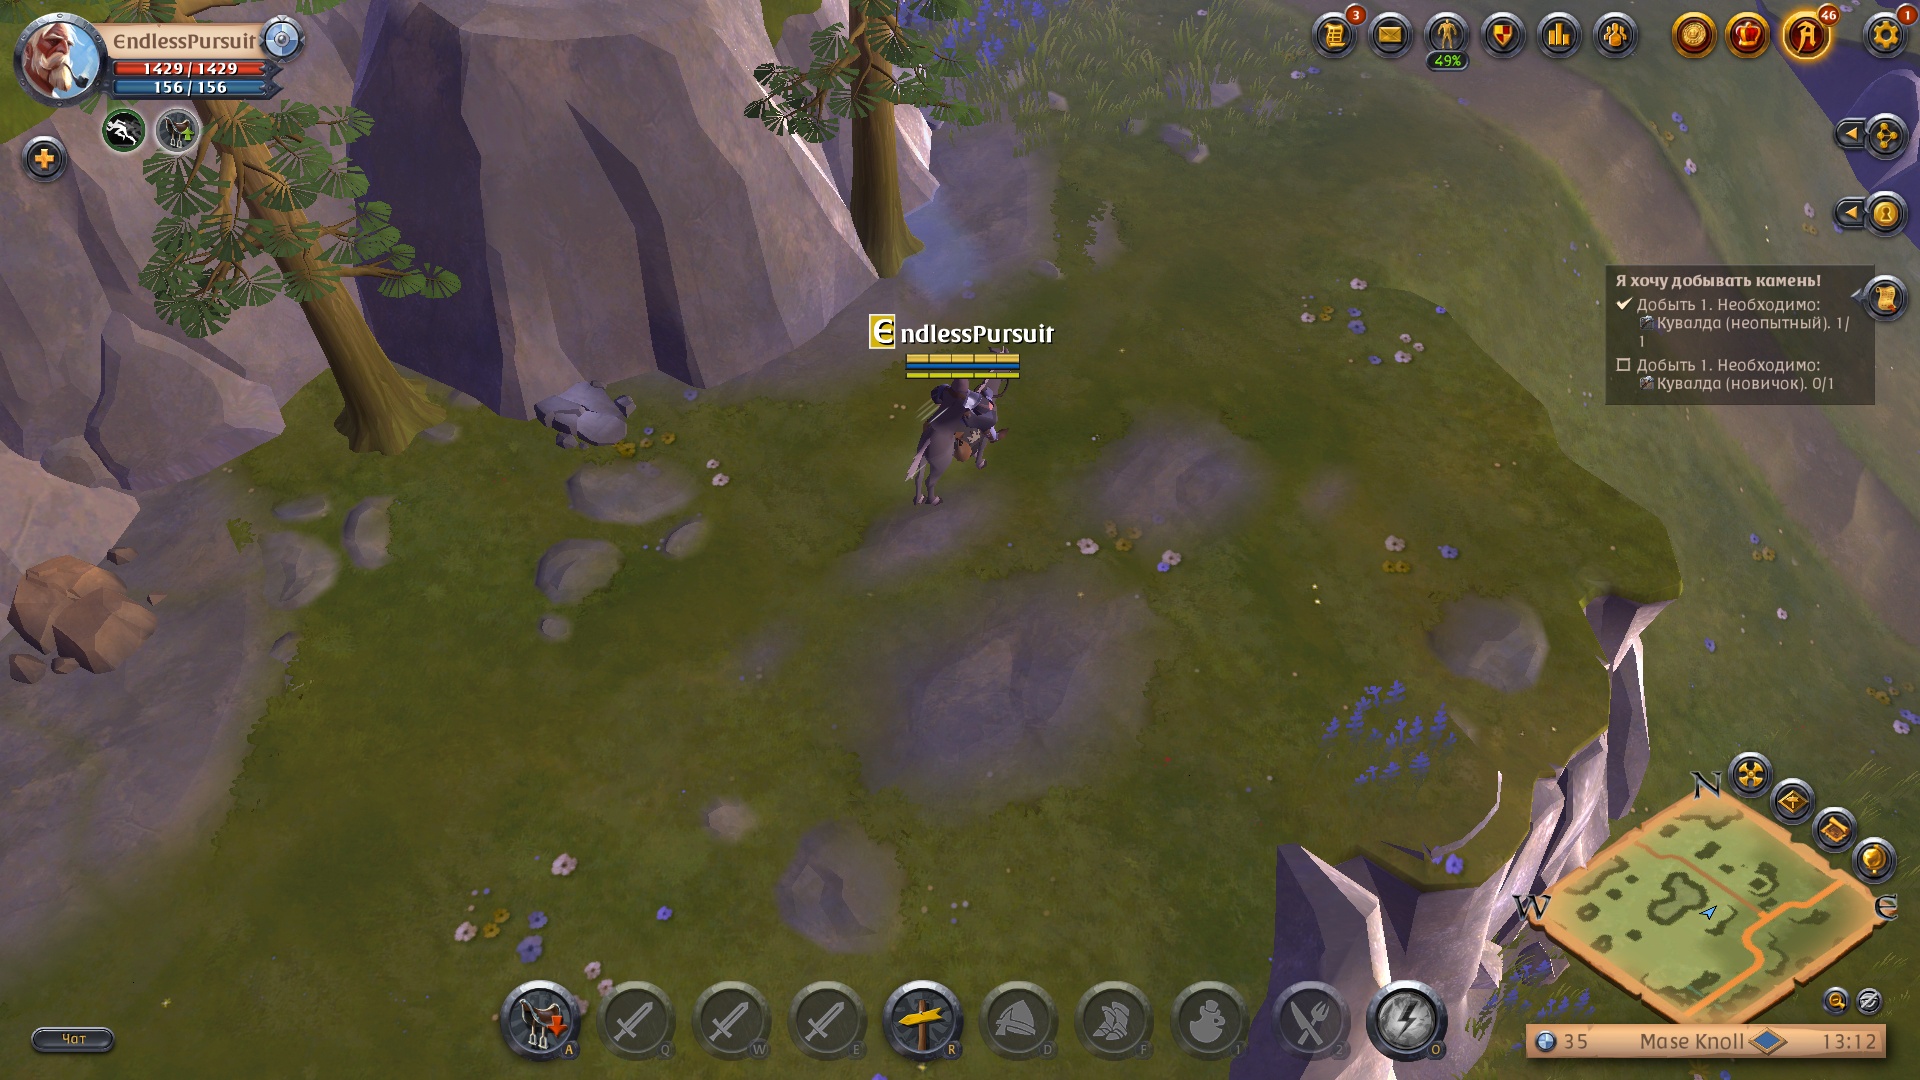 EndlessPursuit
1429 / 1429
156 / 156
3
49%
46
1
EndlessPursuit
Я хочу добывать камень!
Добыть 1. Необходимо:
Кувалда (неопытный). 1/
1
Добыть 1. Необходимо:
Кувалда (новичок). 0/1
N
W
E
Чат
A
Q
W
E
R
D
F
1
2
O
35
Mase Knoll
13:12